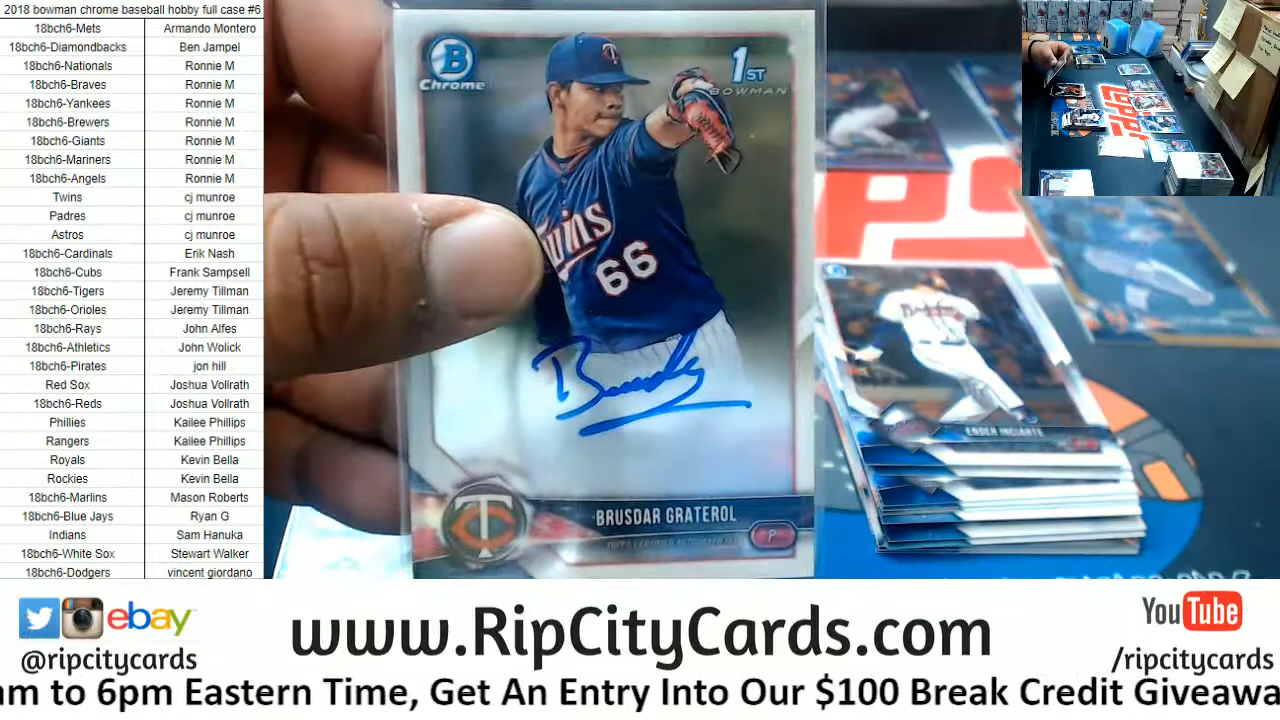 2018 bowman chrome baseball hobby full case #6
18bch6-Mets Armando Montero
18bch6-Diamondbacks Ben Jampel
18bch6-Nationals Ronnie M
18bch6-Braves Ronnie M
18bch6-Yankees Ronnie M
18bch6-Brewers Ronnie M
18bch6-Giants Ronnie M
18bch6-Mariners Ronnie M
18bch6-Angels Ronnie M
Twins cj munroe
Padres cj munroe
Astros cj munroe
18bch6-Cardinals Erik Nash
18bch6-Cubs Frank Sampsell
18bch6-Tigers Jeremy Tillman
18bch6-Orioles Jeremy Tillman
18bch6-Rays John Alfes
18bch6-Athletics John Wolick
18bch6-Pirates jon hill
Red Sox Joshua Vollrath
18bch6-Reds Joshua Vollrath
Phillies Kailee Phillips
Rangers Kailee Phillips
Royals Kevin Bella
Rockies Kevin Bella
18bch6-Marlins Mason Roberts
18bch6-Blue Jays Ryan G
Indians Sam Hanuka
18bch6-White Sox Stewart Walker
18bch6-Dodgers vincent giordano
B
Chrome
1ST
BOWMAN
T
Twins
66
Brusdar
TC
BRUSDAR GRATEROL
P
ENDER INCIARTE
ebay
@ripcitycards
www.RipCityCards.com
YouTube
/ripcitycards
am to 6pm Eastern Time, Get An Entry Into Our $100 Break Credit Giveawa